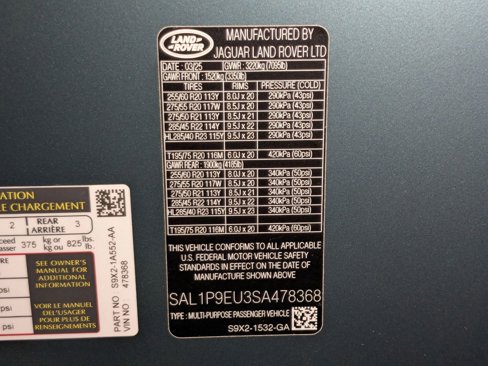 LAND ROVER
MANUFACTURED BY
JAGUAR LAND ROVER LTD
DATE : 03/25 GVWR : 3220kg (7095lb)
GAWR FRONT : 1520kg (3350lb)
TIRES RIMS PRESSURE (COLD)
255/60 R20 113Y 8.0J x 20 290kPa (43psi)
275/55 R20 117W 8.5J x 20 290kPa (43psi)
275/50 R21 113Y 8.5J x 21 290kPa (43psi)
285/45 R22 114Y 9.5J x 22 290kPa (43psi)
HL285/40 R23 115Y 9.5J x 23 290kPa (43psi)
T195/75 R20 116M 6.0J x 20 420kPa (60psi)
GAWR REAR : 1900kg (4185lb)
255/60 R20 113Y 8.0J x 20 340kPa (50psi)
275/55 R20 117W 8.5J x 20 340kPa (50psi)
275/50 R21 113Y 8.5J x 21 340kPa (50psi)
285/45 R22 114Y 9.5J x 22 340kPa (50psi)
HL285/40 R23 115Y 9.5J x 23 340kPa (50psi)
T195/75 R20 116M 6.0J x 20 420kPa (60psi)
THIS VEHICLE CONFORMS TO ALL APPLICABLE
U.S. FEDERAL MOTOR VEHICLE SAFETY
STANDARDS IN EFFECT ON THE DATE OF
MANUFACTURE SHOWN ABOVE
SAL1P9EU3SA478368
TYPE : MULTI-PURPOSE PASSENGER VEHICLE
S9X2-1532-GA
CHARGEMENT
2 REAR ARRIÈRE 3
375 kg or kg ou 825 lbs. lb.
SEE OWNER'S
MANUAL FOR
ADDITIONAL
INFORMATION
VOIR LE MANUEL
DE L'USAGER
POUR PLUS DE
RENSEIGNEMENTS
psi
psi
PART NO S9X2-1A552-AA
VIN NO 478368